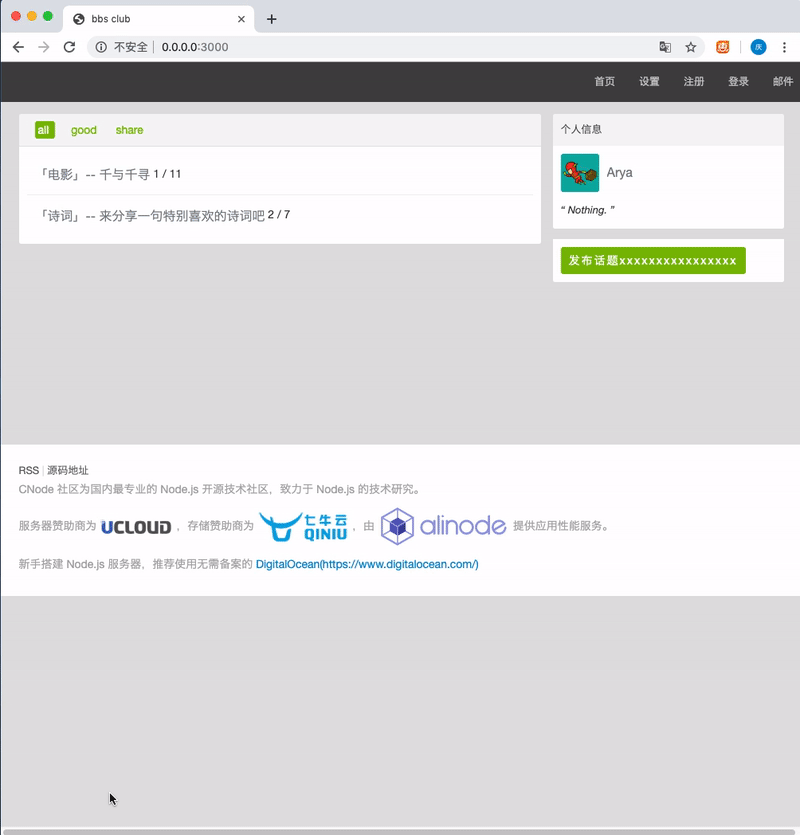 bbs club
不安全 0.0.0.0:3000
首页 设置 注册 登录 邮件
all good share
「电影」-- 千与千寻 1 / 11
「诗词」-- 来分享一句特别喜欢的诗词吧 2 / 7
个人信息
Arya
“ Nothing. ”
发布话题xxxxxxxxxxxxxxxx
RSS | 源码地址
CNode 社区为国内最专业的 Node.js 开源技术社区，致力于 Node.js 的技术研究。
服务器赞助商为 UCLOUD ，存储赞助商为 七牛云 QINIU ，由 alinode 提供应用性能服务。
新手搭建 Node.js 服务器，推荐使用无需备案的 DigitalOcean(https://www.digitalocean.com/)